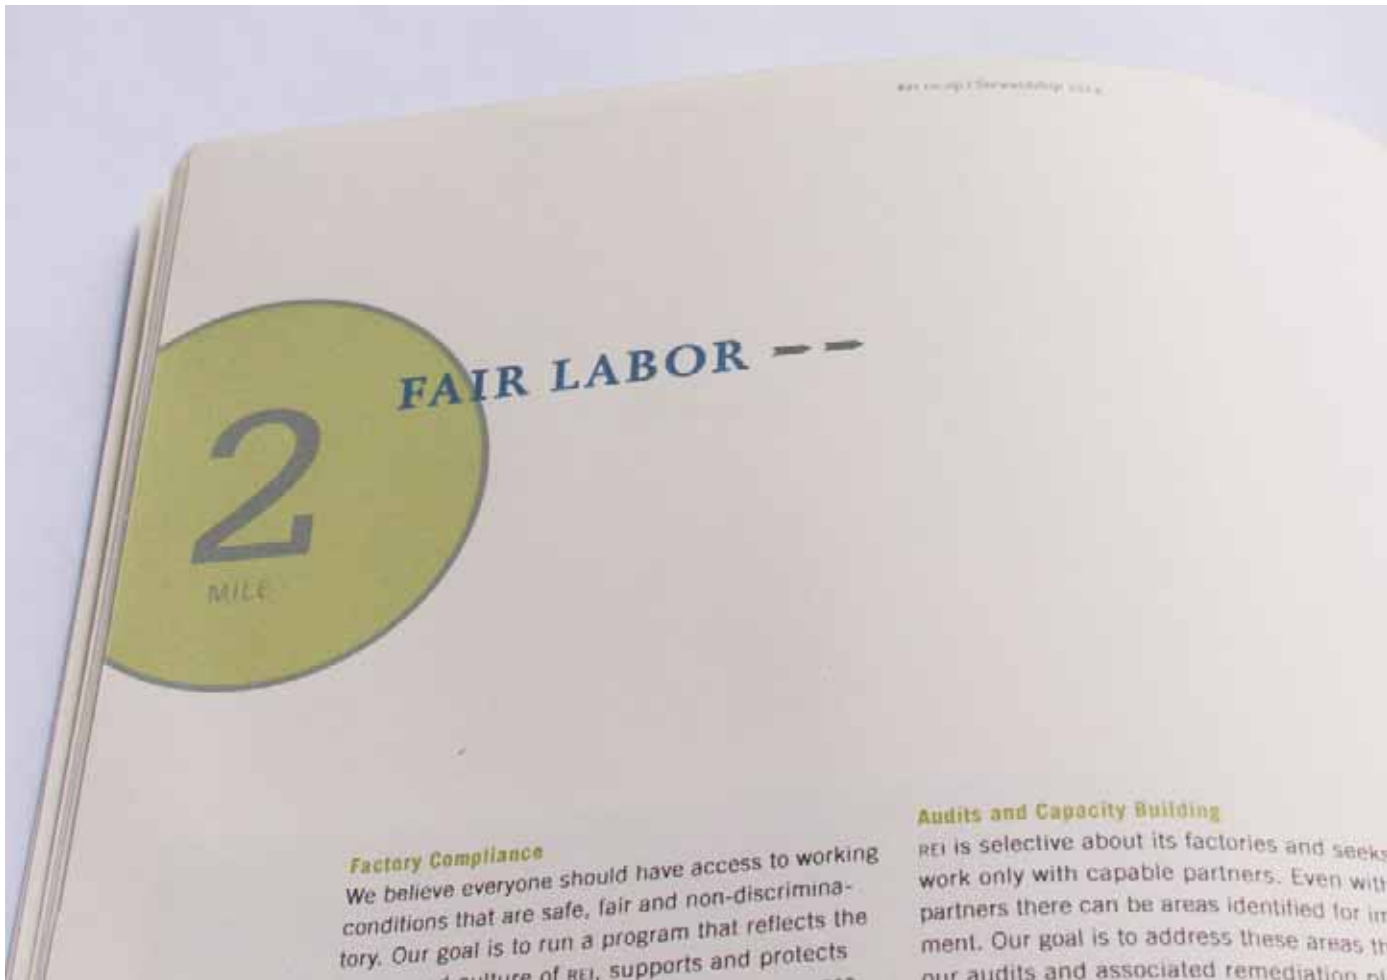 Stewardship
FAIR LABOR
2
MILE
Factory Compliance
We believe everyone should have access to working
conditions that are safe, fair and non-discrimina-
tory. Our goal is to run a program that reflects the
culture of REI, supports and protects
Audits and Capacity Building
REI is selective about its factories and seeks
work only with capable partners. Even with
partners there can be areas identified for im
ment. Our goal is to address these areas th
our audits and associated remediation